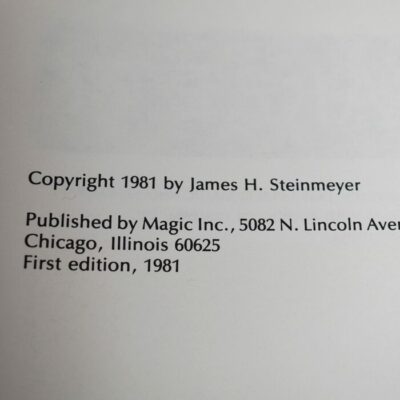 Copyright 1981 by James H. Steinmeyer
Published by Magic Inc., 5082 N. Lincoln
Chicago, Illinois 60625
First edition, 1981